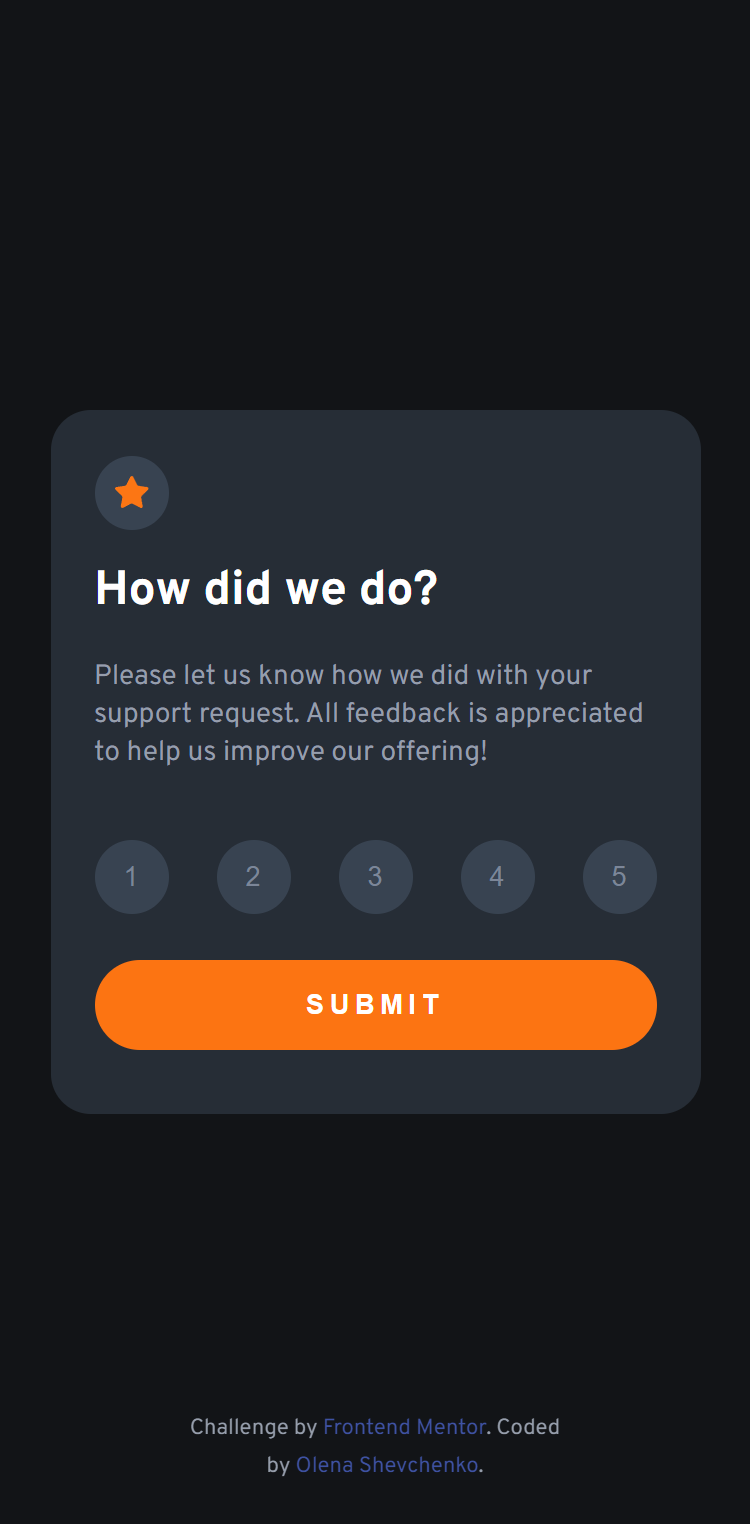 How did we do?
Please let us know how we did with your
support request. All feedback is appreciated
to help us improve our offering!
1 2 3 4 5
SUBMIT
Challenge by Frontend Mentor. Coded
by Olena Shevchenko.